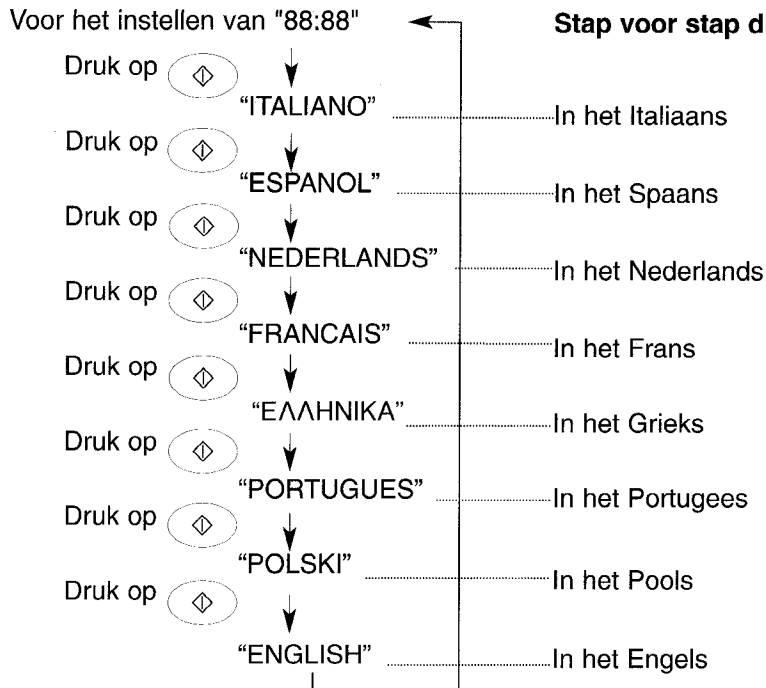 Voor het instellen van "88:88"
Stap voor stap d
Druk op
“ITALIANO”
In het Italiaans
Druk op
“ESPANOL”
In het Spaans
Druk op
“NEDERLANDS”
In het Nederlands
Druk op
“FRANCAIS”
In het Frans
Druk op
“ΕΛΛΗΝΙΚΑ”
In het Grieks
Druk op
“PORTUGUES”
In het Portugees
Druk op
“POLSKI”
In het Pools
Druk op
“ENGLISH”
In het Engels